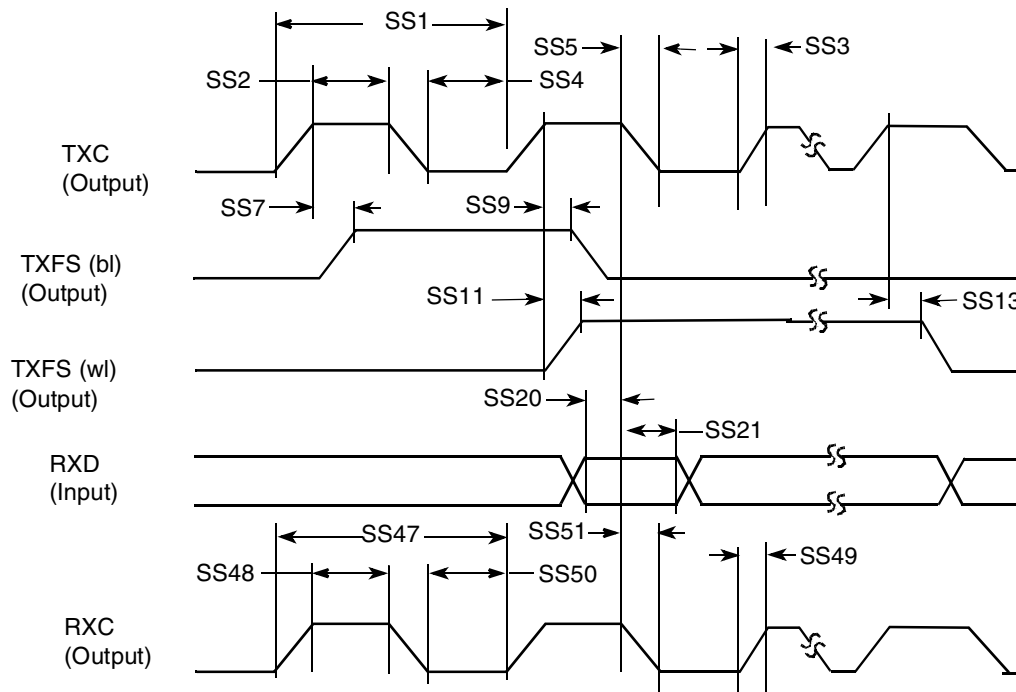 SS1
SS5
SS3
SS2
SS4
TXC
(Output)
SS7
SS9
TXFS (bl)
(Output)
SS11
SS13
TXFS (wl)
(Output)
SS20
SS21
RXD
(Input)
SS47
SS51
SS49
SS48
SS50
RXC
(Output)